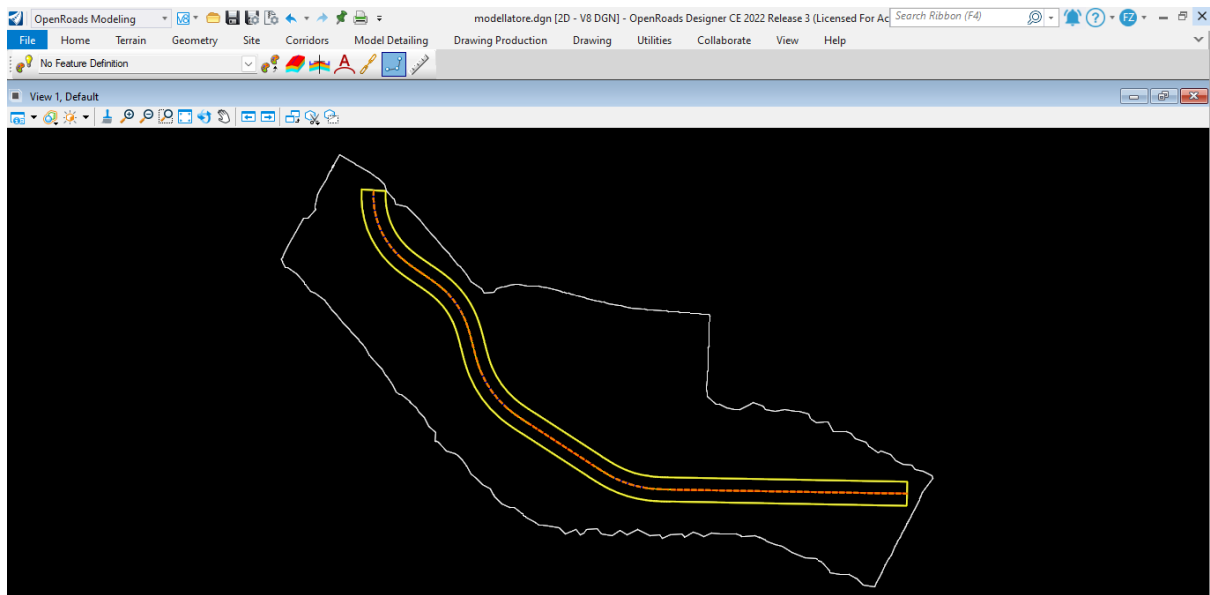 OpenRoads Modeling modellatore.dgn [2D - V8 DGN] - OpenRoads Designer CE 2022 Release 3 (Licensed For Ac Search Ribbon (F4) FZ
File Home Terrain Geometry Site Corridors Model Detailing Drawing Production Drawing Utilities Collaborate View Help
No Feature Definition
View 1, Default